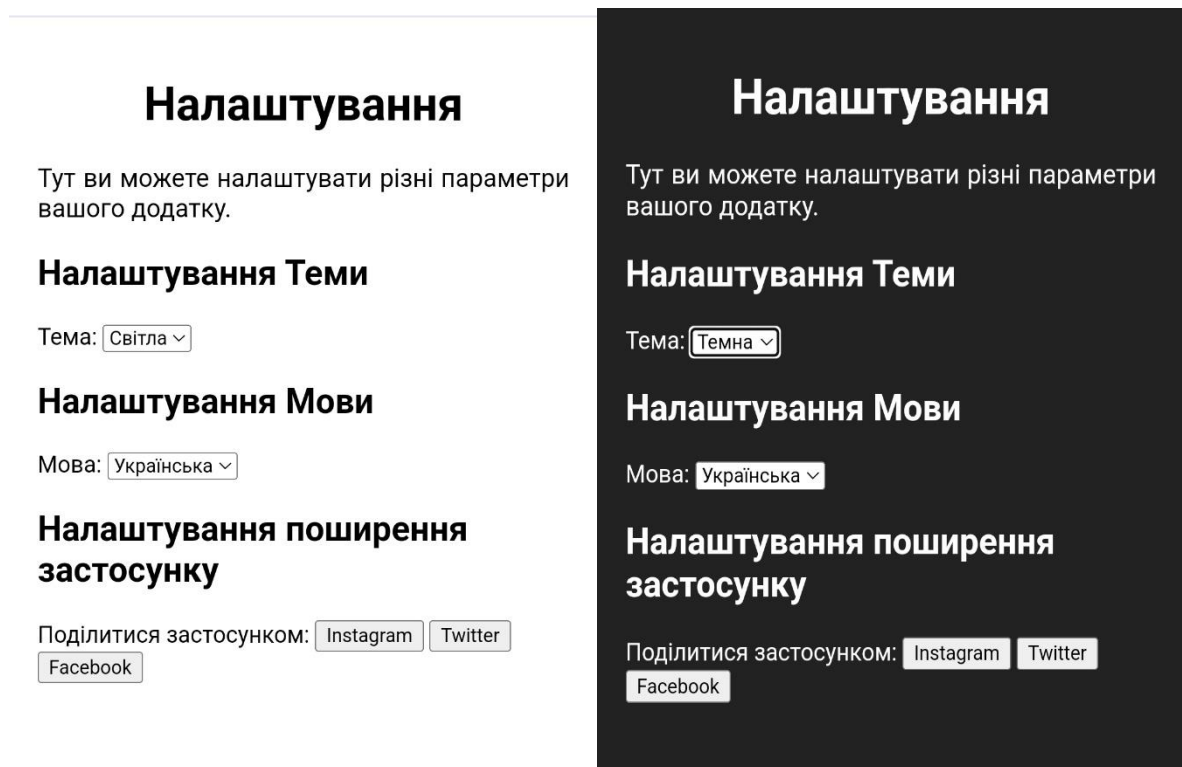 Налаштування
Тут ви можете налаштувати різні параметри
вашого додатку.
Налаштування Теми
Тема: Світла
Налаштування Мови
Мова: Українська
Налаштування поширення
застосунку
Поділитися застосунком: Instagram Twitter
Facebook
Налаштування
Тут ви можете налаштувати різні параметри
вашого додатку.
Налаштування Теми
Тема: Темна
Налаштування Мови
Мова: Українська
Налаштування поширення
застосунку
Поділитися застосунком: Instagram Twitter
Facebook